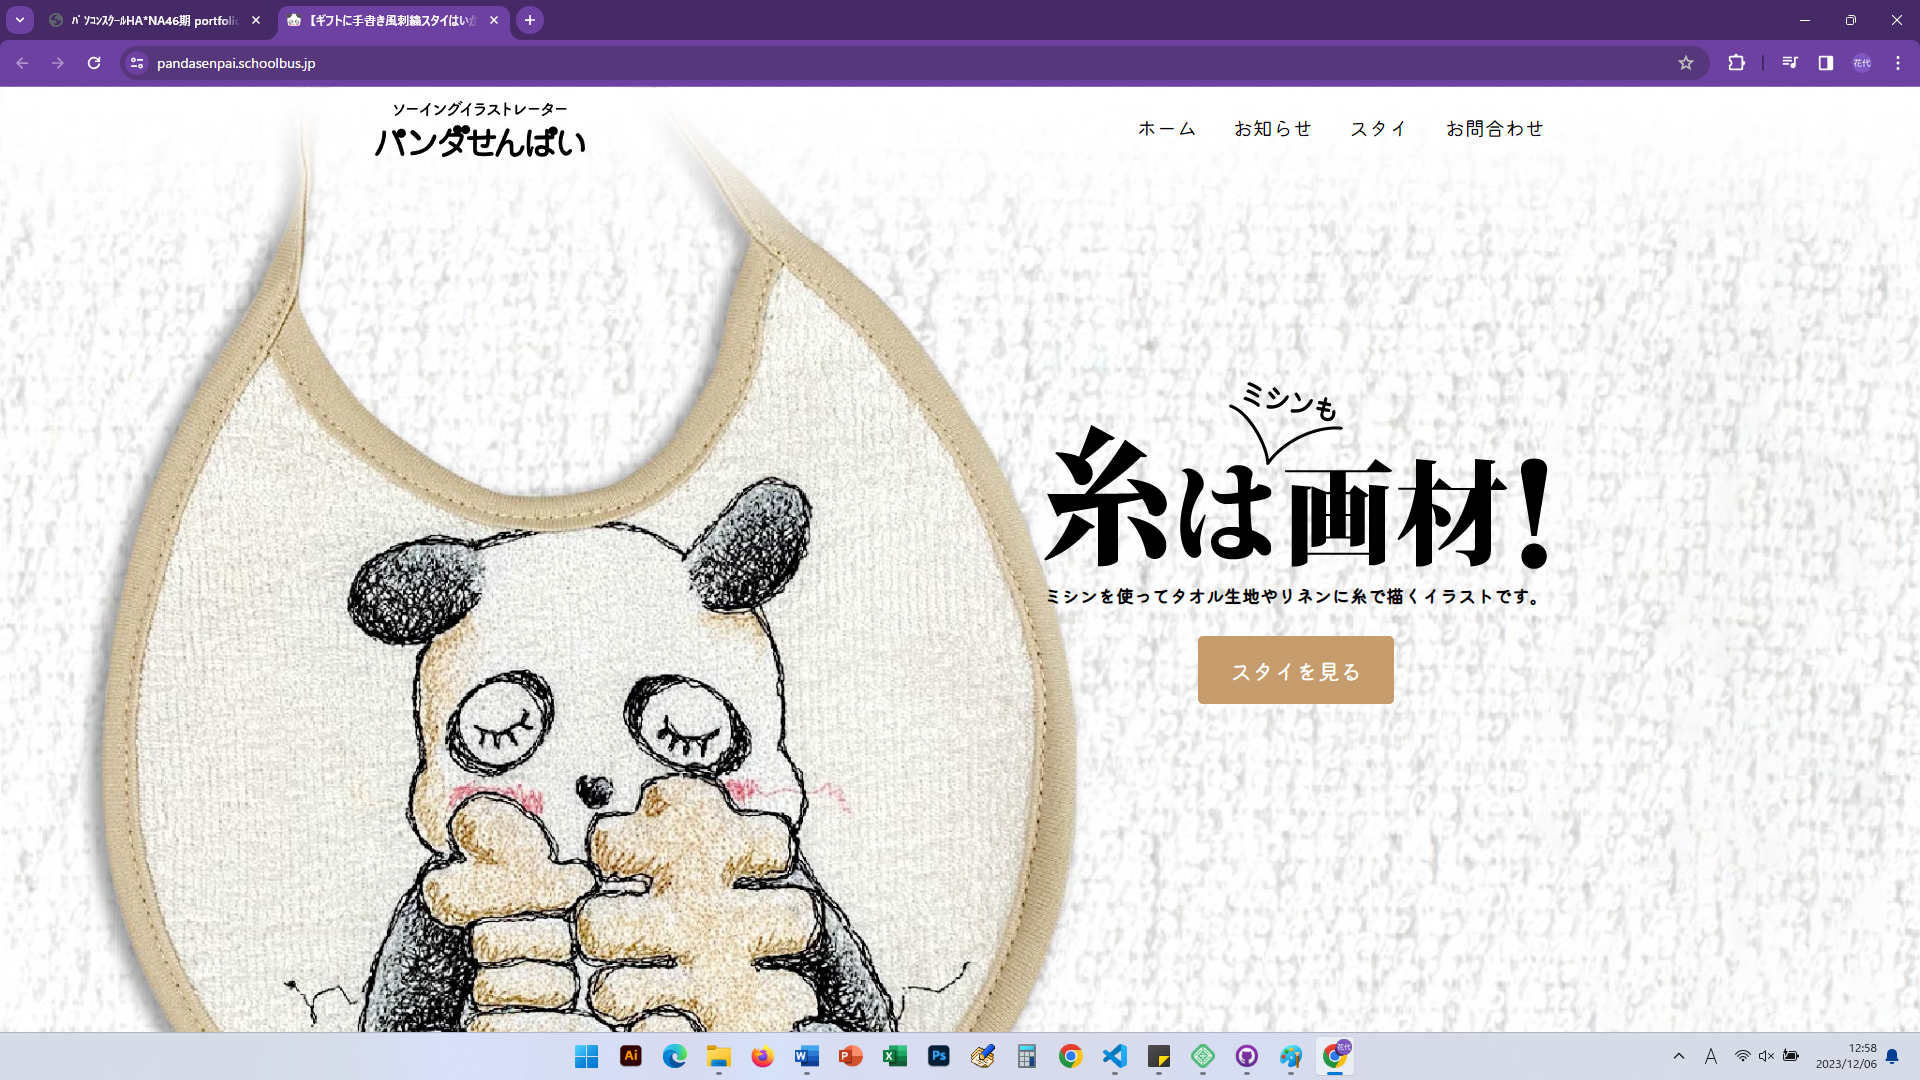 ﾊﾟｿｺﾝｽｸｰﾙHA*NA46期 portfolio
【ギフトに手書き風刺繍スタイはいか
pandasenpai.schoolbus.jp
花代
ソーイングイラストレーター
パンダせんぱい
ホーム
お知らせ
スタイ
お問合わせ
ミシンも
糸は画材!
ミシンを使ってタオル生地やリネンに糸で描くイラストです。
スタイを見る
Ai
W
P
X
Ps
花代
A
12:58
2023/12/06